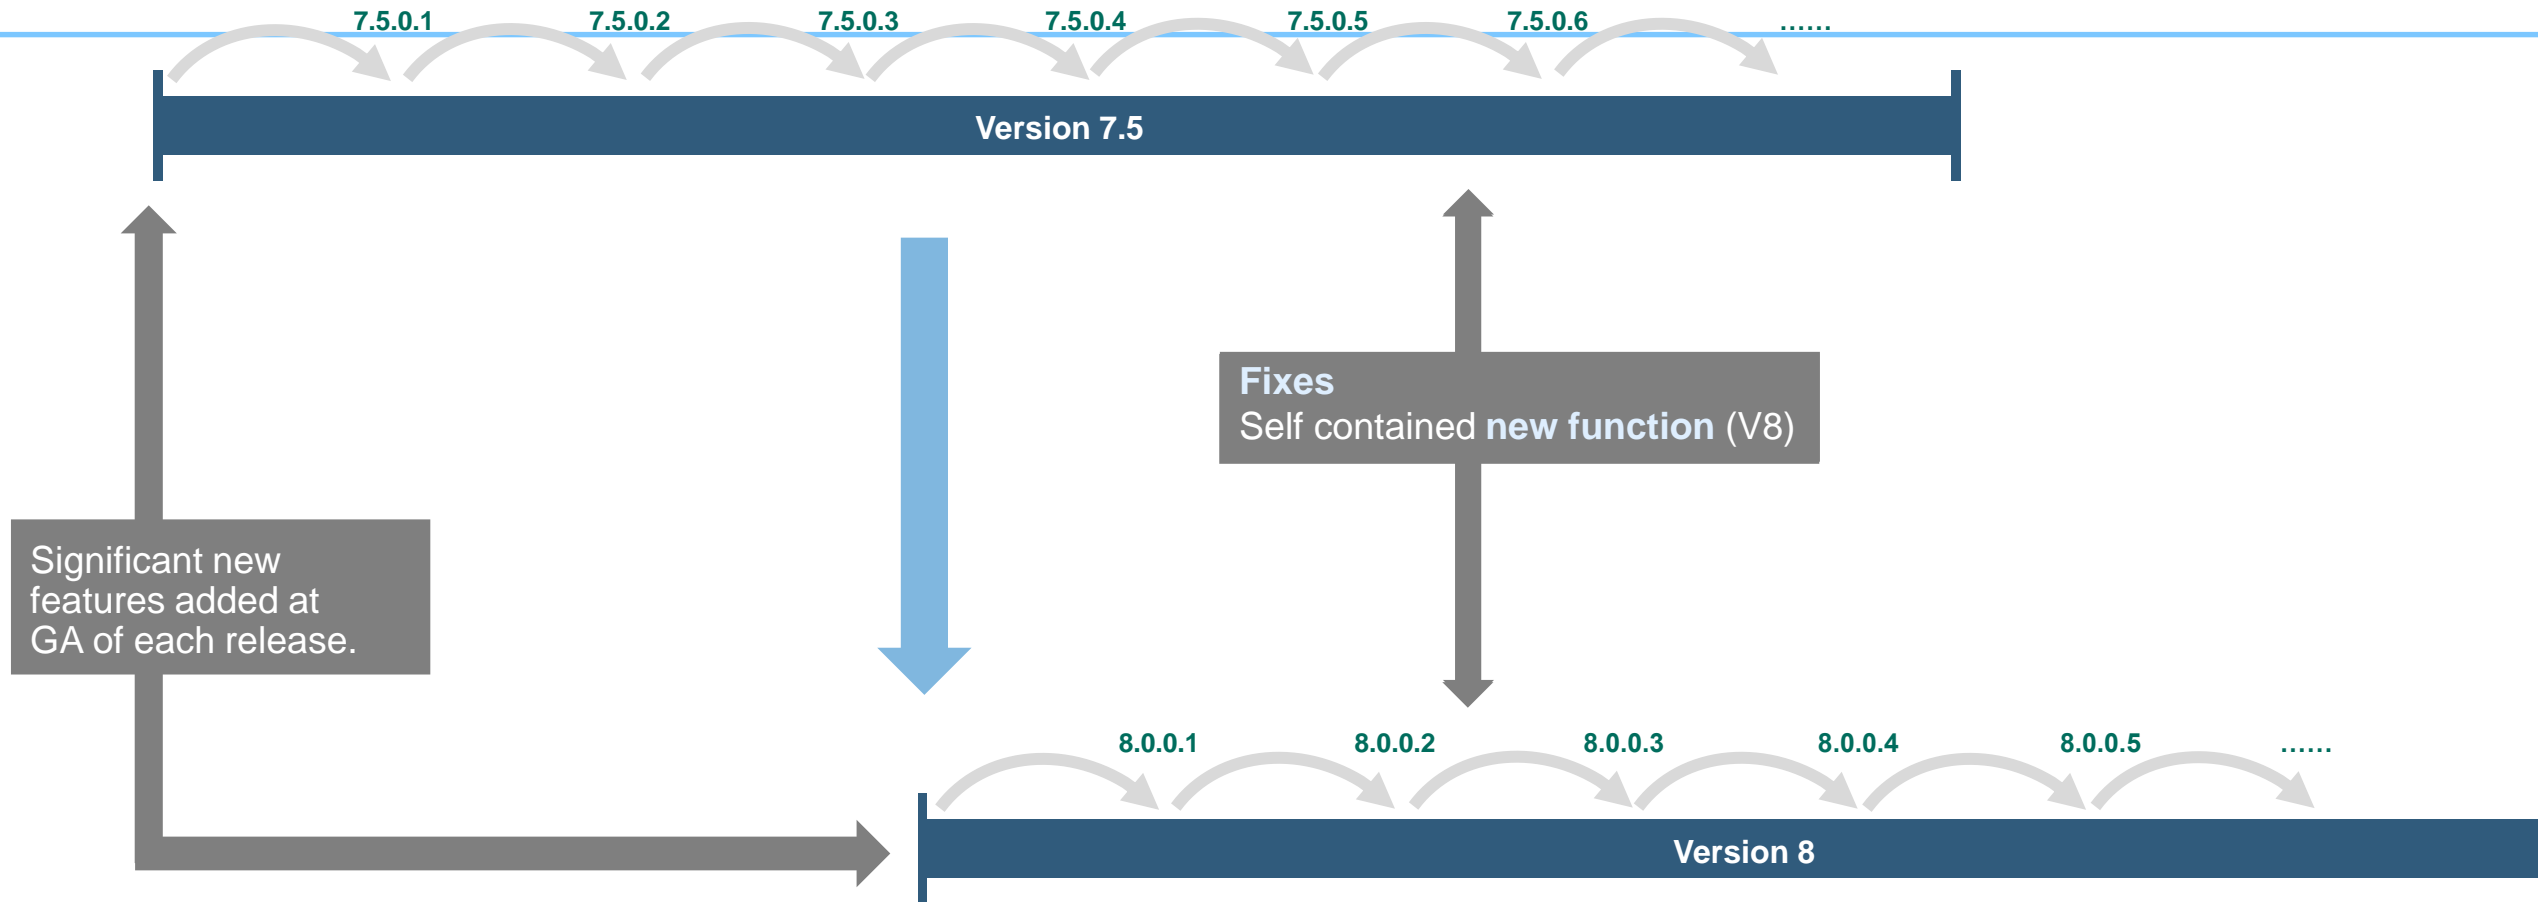 7.5.0.1 7.5.0.2 7.5.0.3 7.5.0.4 7.5.0.5 7.5.0.6 ......
Version 7.5
Fixes
Self contained new function (V8)
Significant new
features added at
GA of each release.
8.0.0.1 8.0.0.2 8.0.0.3 8.0.0.4 8.0.0.5 ......
Version 8